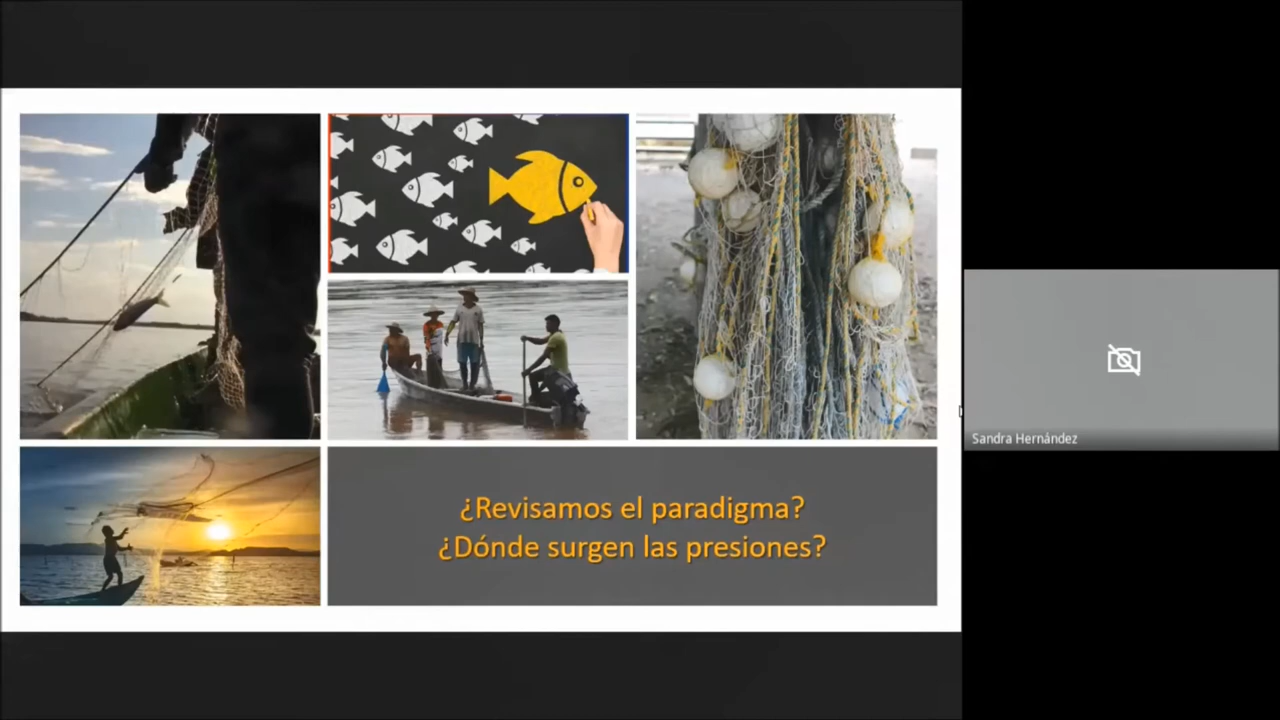 ¿Revisamos el paradigma?
¿Dónde surgen las presiones?
Sandra Hernández